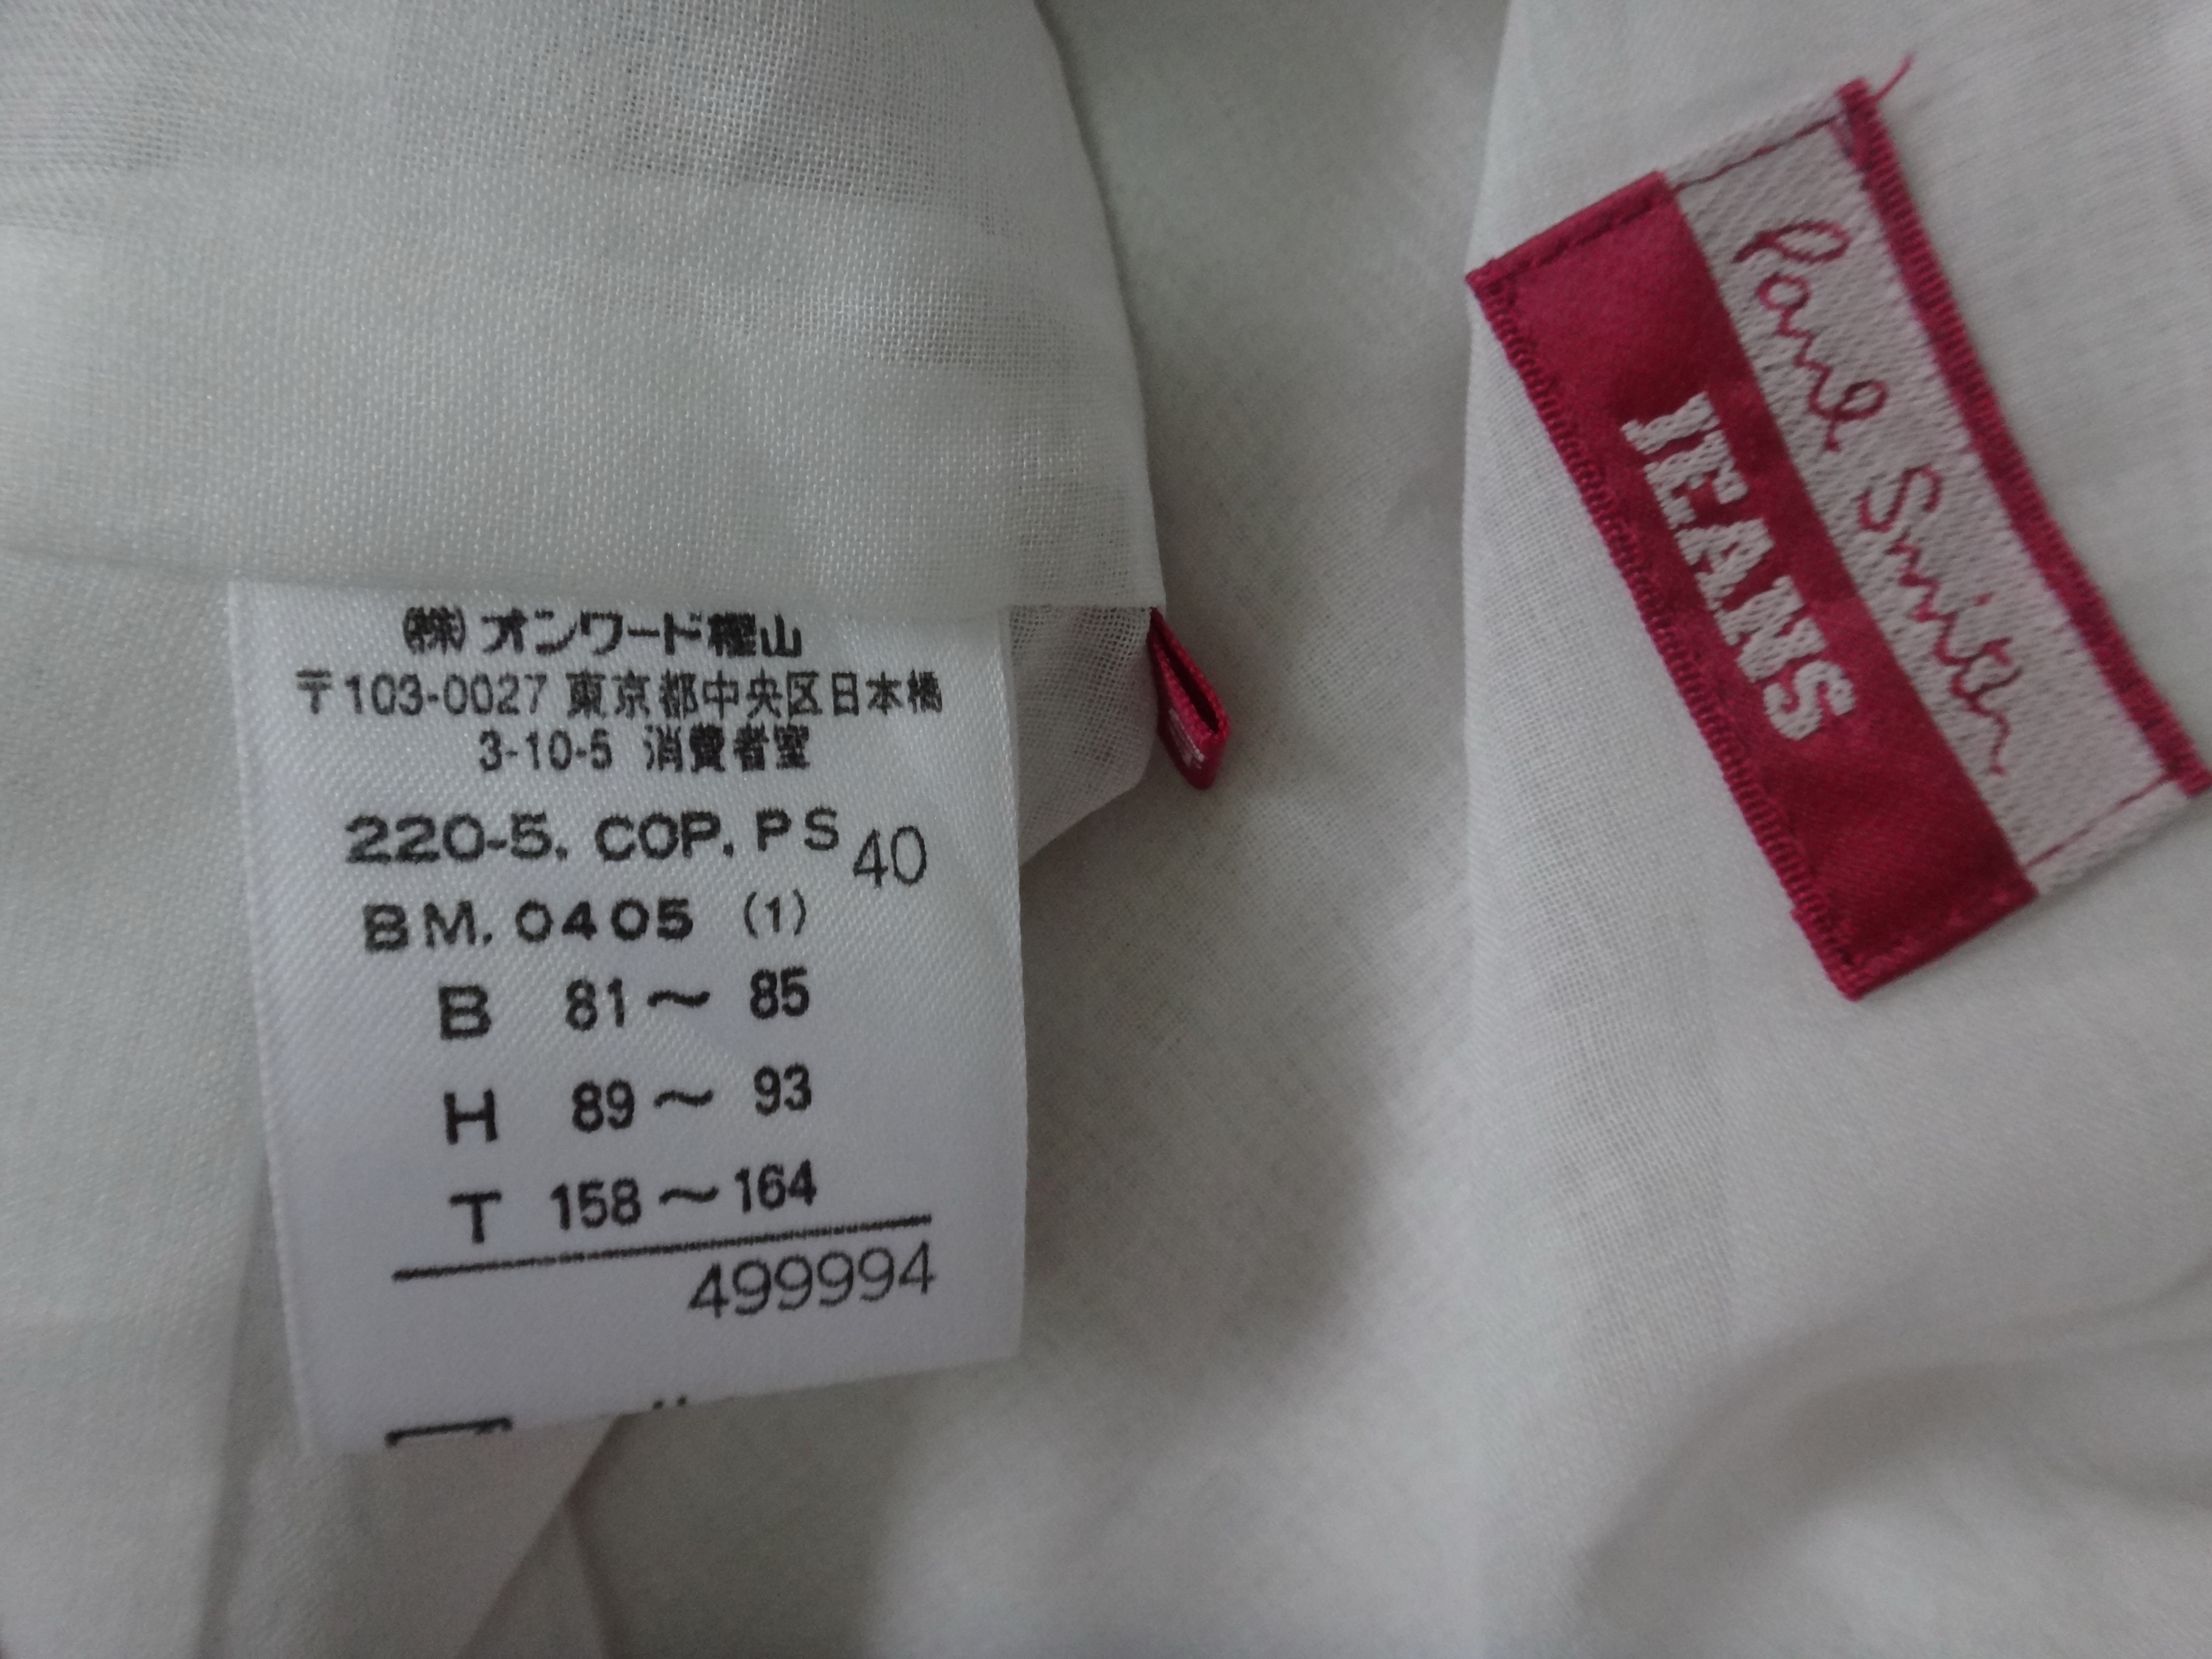 ㈱オンワード樫山
〒103-0027 東京都中央区日本橋
3-10-5 消費者室
220-5. COP. PS 40
BM. 0405 (1)
B 81〜85
H 89〜93
T 158〜164
499994
Paul Smith
JEANS